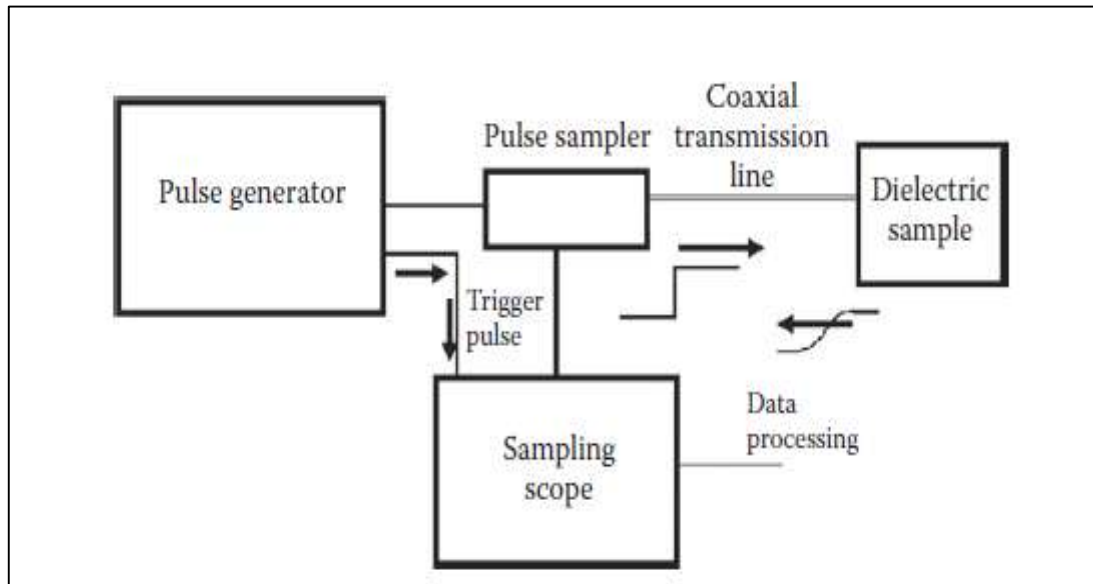 Pulse generator
Pulse sampler
Coaxial
transmission
line
Dielectric
sample
Trigger
pulse
Sampling
scope
Data
processing